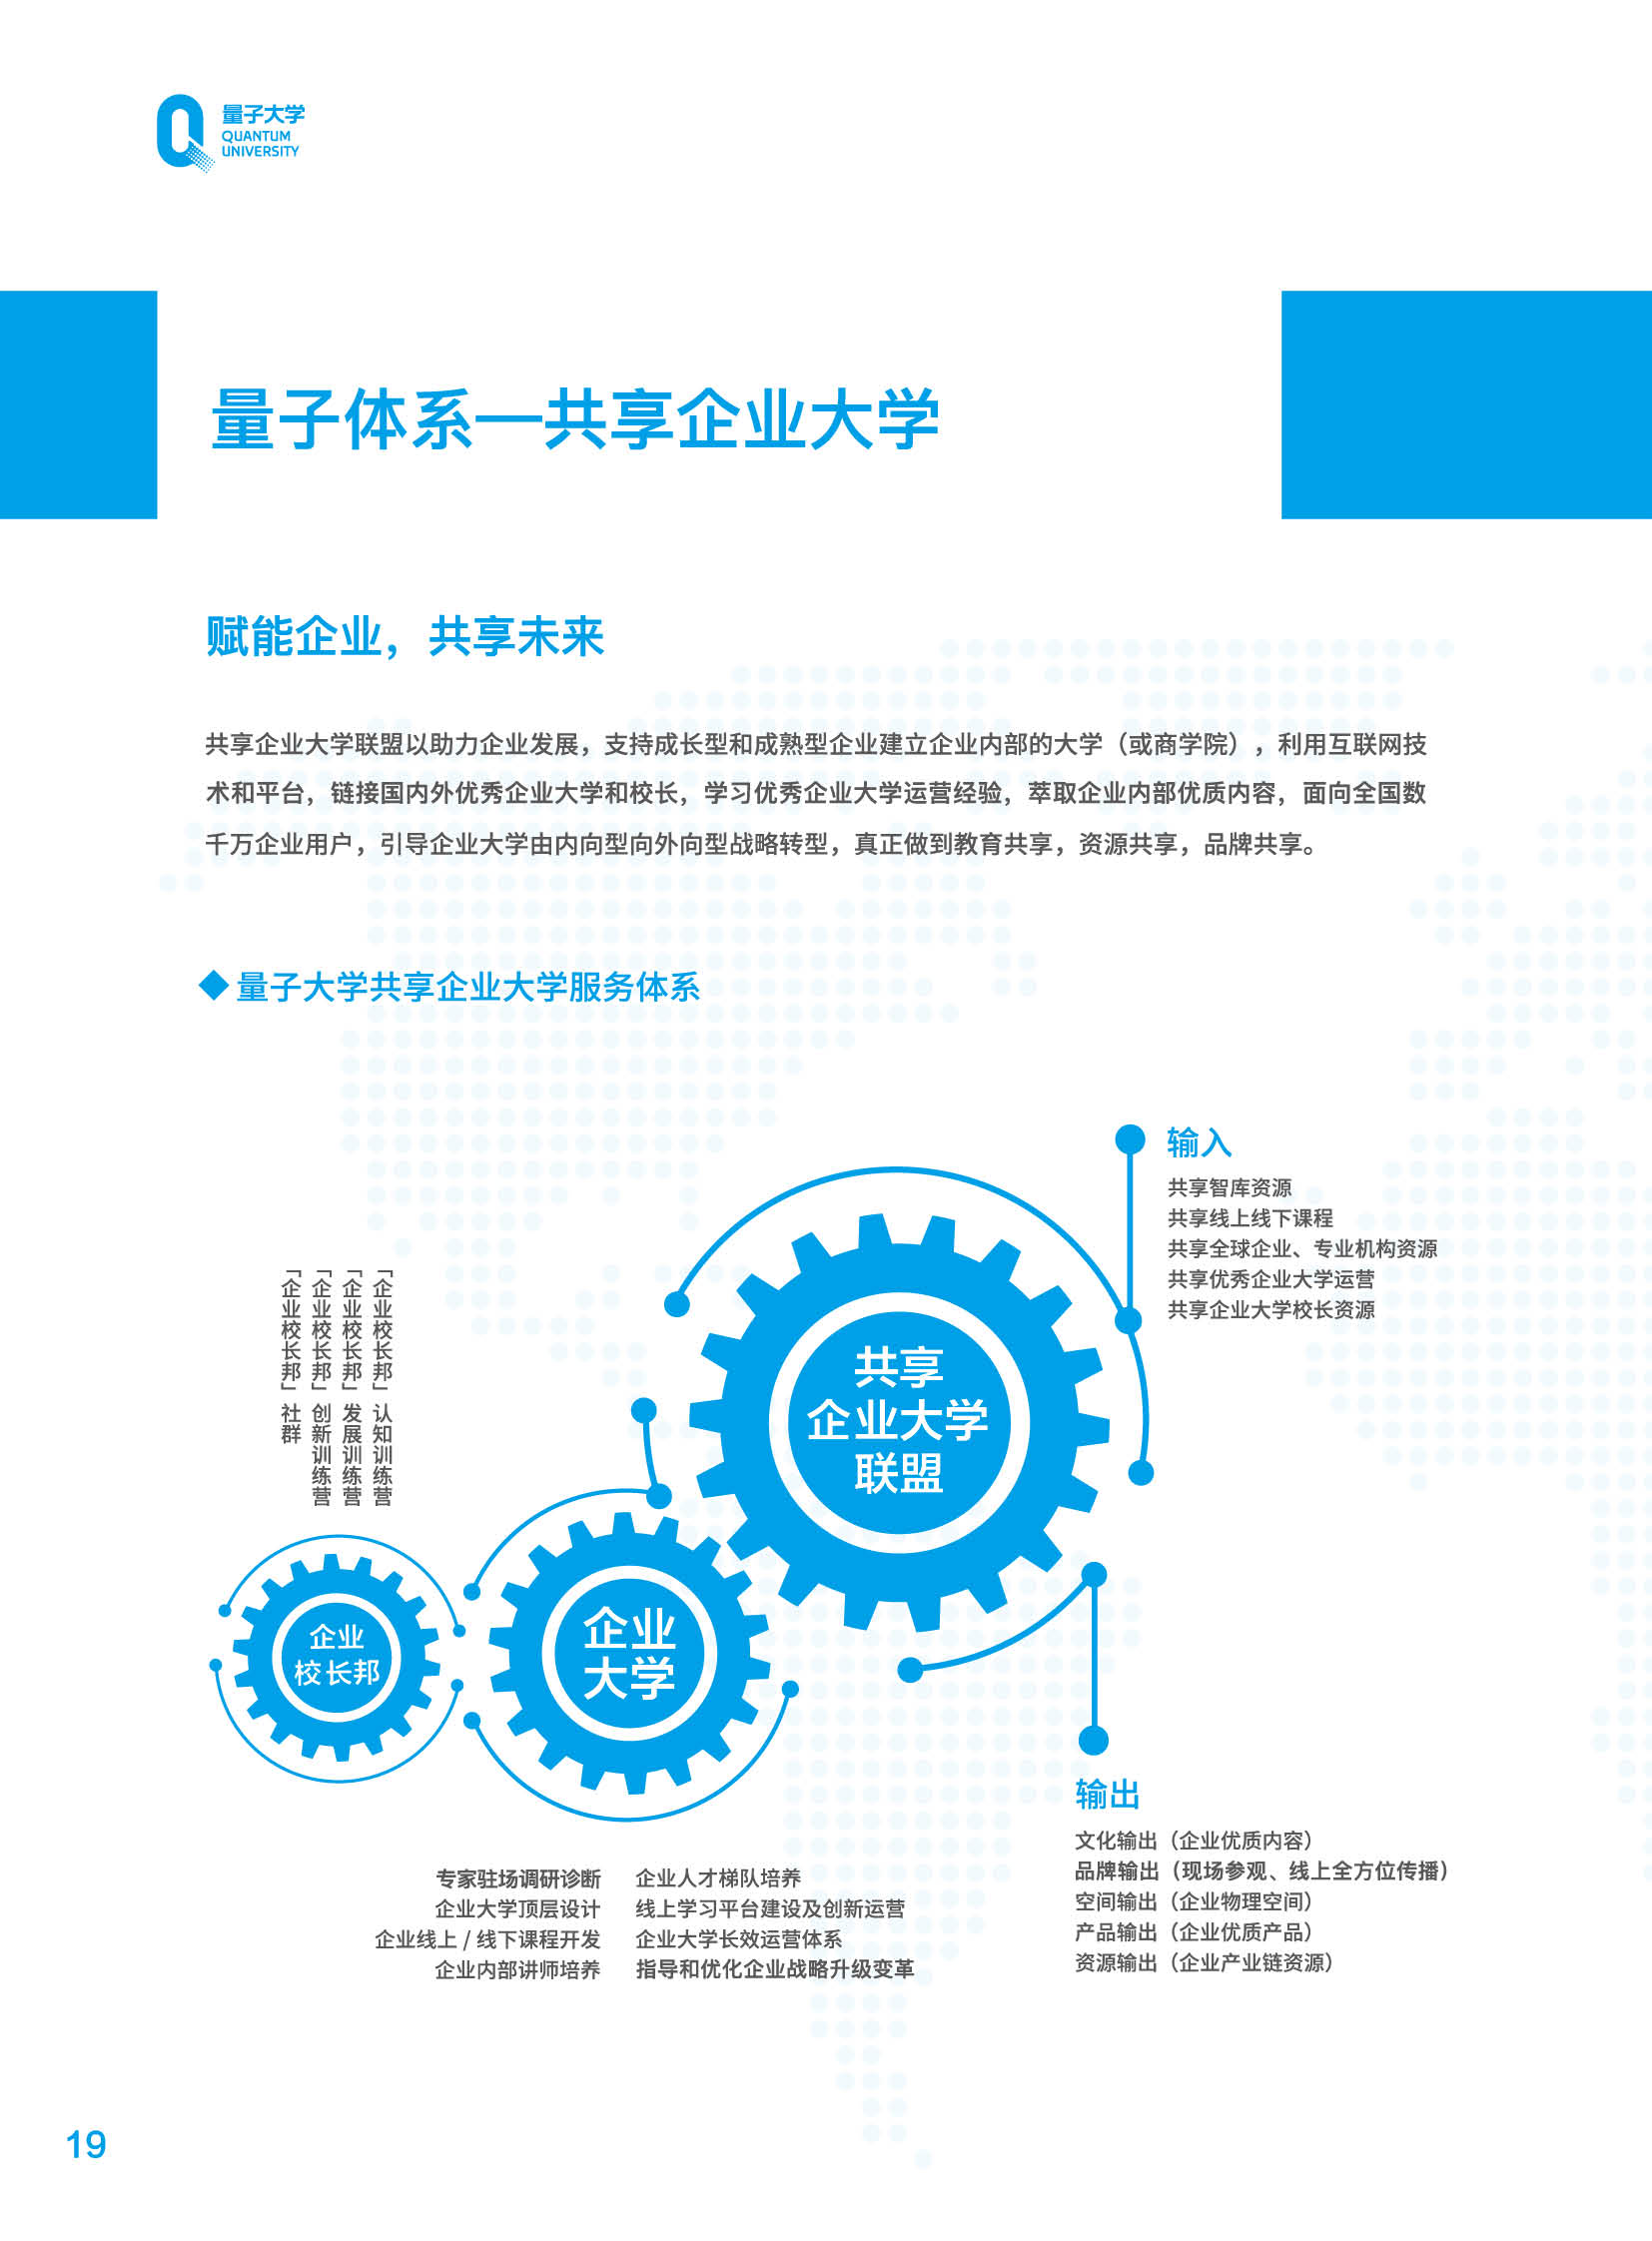 量子大学
QUANTUM
UNIVERSITY
量子体系—共享企业大学
赋能企业，共享未来
共享企业大学联盟以助力企业发展，支持成长型和成熟型企业建立企业内部的大学（或商学院），利用互联网技
术和平台，链接国内外优秀企业大学和校长，学习优秀企业大学运营经验，萃取企业内部优质内容，面向全国数
千万企业用户，引导企业大学由内向型向外向型战略转型，真正做到教育共享，资源共享，品牌共享。
◆量子大学共享企业大学服务体系
输入
共享智库资源
共享线上线下课程
共享全球企业、专业机构资源
共享优秀企业大学运营
共享企业大学校长资源
「企业校长邦」认知训练营
「企业校长邦」发展训练营
「企业校长邦」创新训练营
「企业校长邦」社群
共享
企业大学
联盟
企业
大学
企业
校长邦
输出
文化输出（企业优质内容）
品牌输出（现场参观、线上全方位传播）
空间输出（企业物理空间）
产品输出（企业优质产品）
资源输出（企业产业链资源）
专家驻场调研诊断
企业大学顶层设计
企业线上 / 线下课程开发
企业内部讲师培养
企业人才梯队培养
线上学习平台建设及创新运营
企业大学长效运营体系
指导和优化企业战略升级变革
19